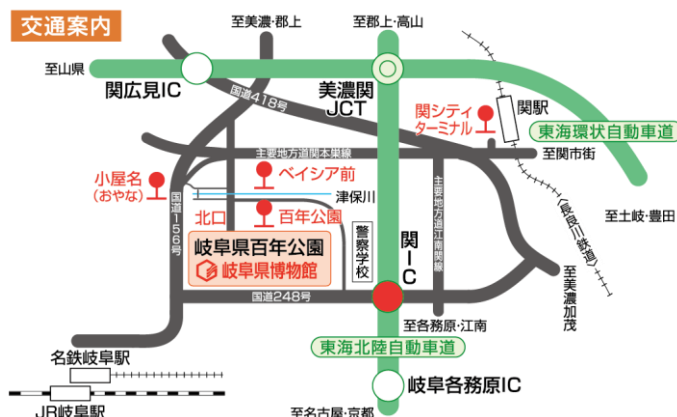 交通案内
至美濃・郡上
至郡上・高山
至山県
関広見IC
国道418号
美濃関
JCT
関シティ
ターミナル
関駅
東海環状自動車道
主要地方道関本巣線
至関市街
小屋名
(おやな)
ベイシア前
津保川
北口
百年公園
国道156号
警察学校
主要地方道江南関線
至土岐・豊田
〈長良川鉄道〉
岐阜県百年公園
岐阜県博物館
関IC
国道248号
至美濃加茂
至各務原・江南
東海北陸自動車道
名鉄岐阜駅
岐阜各務原IC
JR岐阜駅
至名古屋・京都